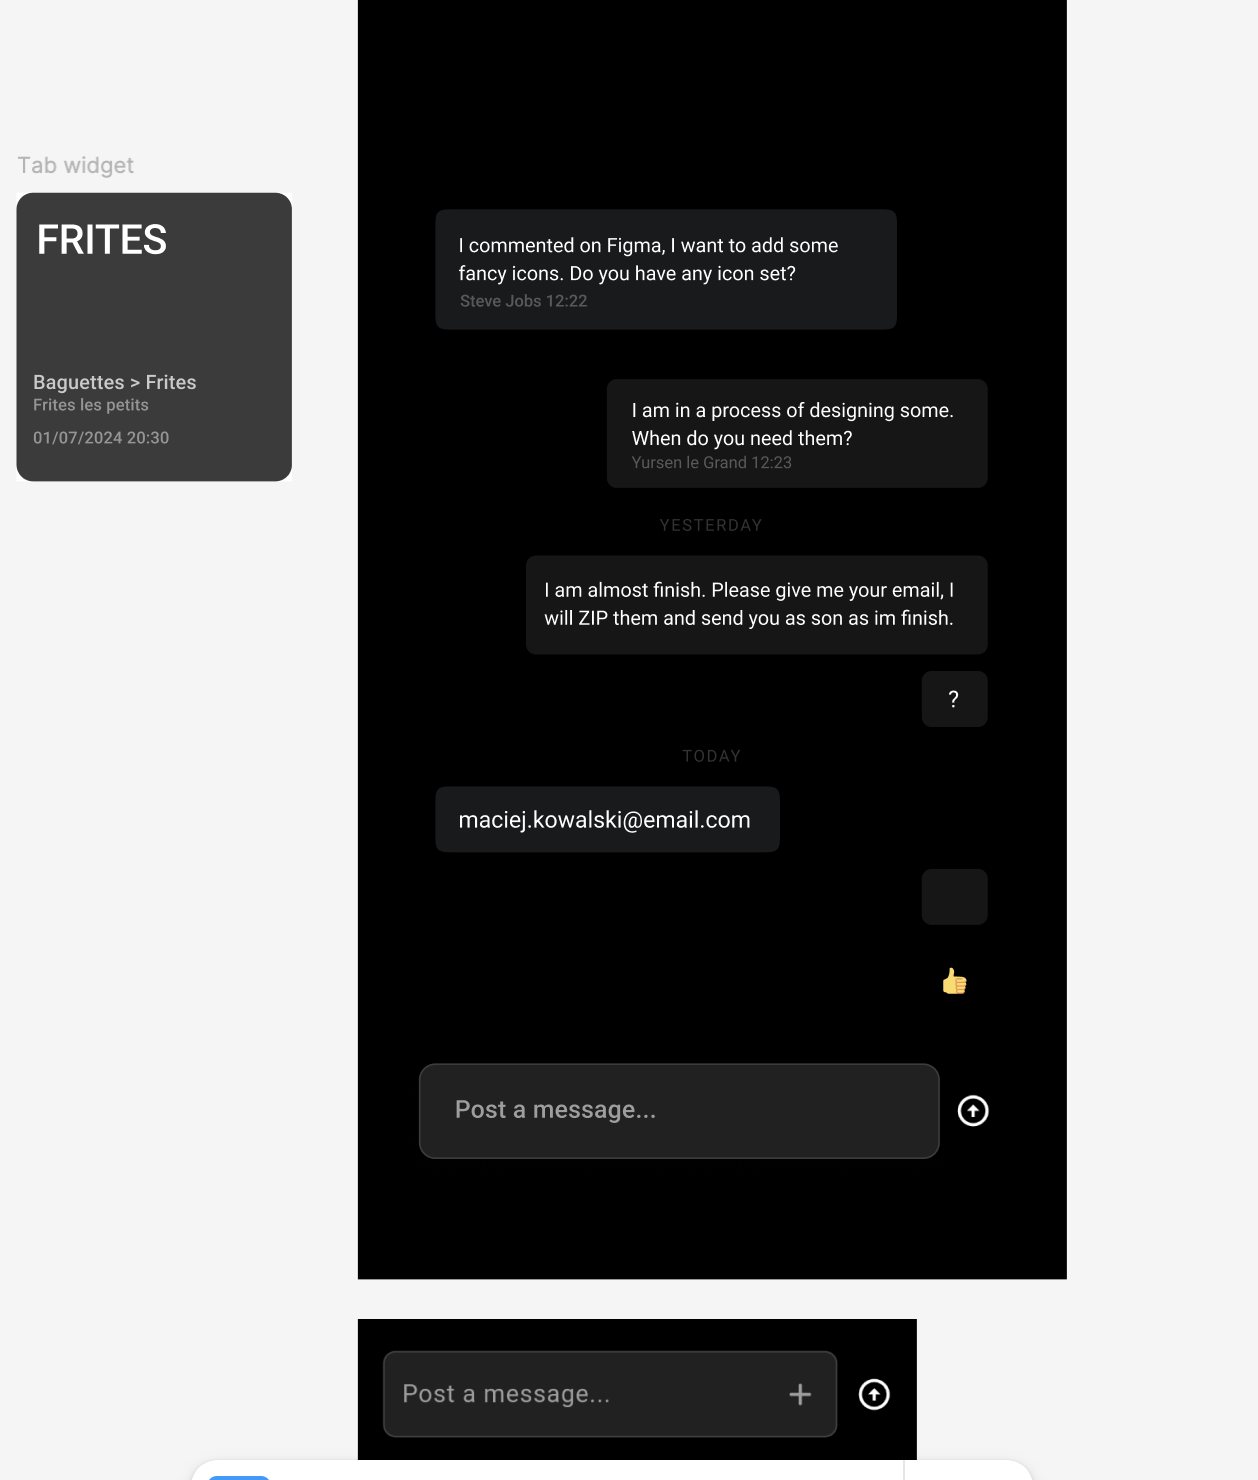 Tab widget
FRITES
Baguettes > Frites
Frites les petits
01/07/2024 20:30
I commented on Figma, I want to add some
fancy icons. Do you have any icon set?
Steve Jobs 12:22
I am in a process of designing some.
When do you need them?
Yursen le Grand 12:23
YESTERDAY
I am almost finish. Please give me your email, I
will ZIP them and send you as son as im finish.
?
TODAY
maciej.kowalski@email.com
👍
Post a message...
Post a message...
+